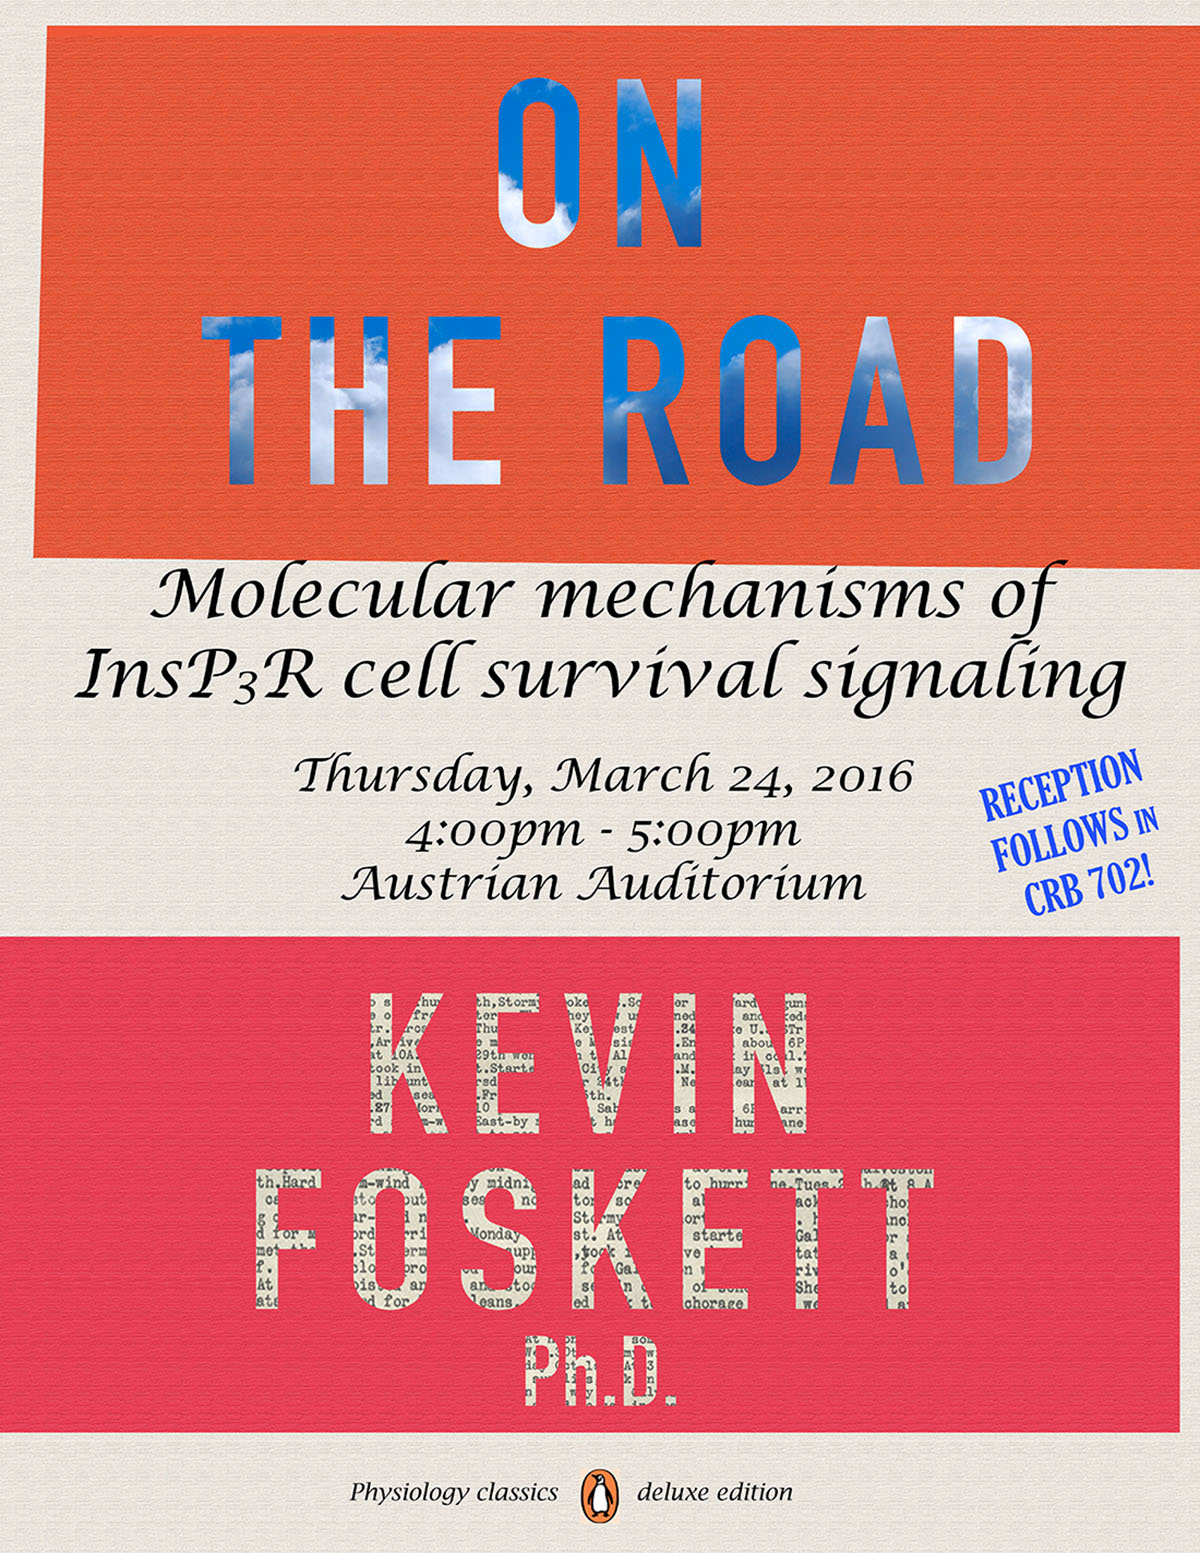 ON
THE ROAD
Molecular mechanisms of
InsP₃R cell survival signaling
Thursday, March 24, 2016
4:00pm - 5:00pm
Austrian Auditorium
RECEPTION
FOLLOWS IN
CRB 702!
KEVIN
FOSKETT
Ph.D.
Physiology classics deluxe edition